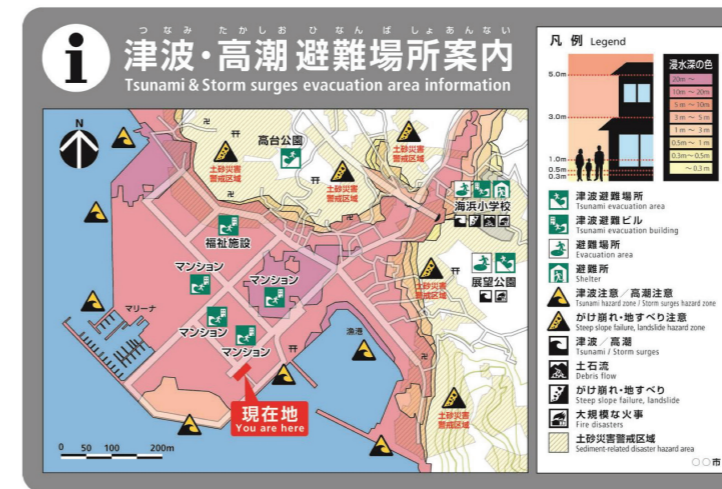 つ なみ たか しお ひ なん ば しょ あん ない
i 津波・高潮 避難場所案内
Tsunami & Storm surges evacuation area information
N
高台公園
土砂災害
警戒区域
土砂災害
警戒区域
土砂災害
警戒区域
海浜小学校
福祉施設
マンション
マンション
土砂災害
警戒区域
展望公園
マリーナ
マンション
マンション
漁港
現在地
You are here
土砂災害
警戒区域
0 50 100 200m
凡 例 Legend
5.0m
3.0m
1.0m
0.5m
0.3m
浸水深の色
20m ~
10m ~ 20m
5m ~ 10m
3m ~ 5m
1m ~ 3m
0.5m ~ 1m
0.3m ~ 0.5m
~ 0.3m
津波避難場所
Tsunami evacuation area
津波避難ビル
Tsunami evacuation building
避難場所
Evacuation area
避難所
Shelter
津波注意/高潮注意
Tsunami hazard zone / Storm surges hazard zone
がけ崩れ・地すべり注意
Steep slope failure, landslide hazard zone
津波/高潮
Tsunami / Storm surges
土石流
Debris flow
がけ崩れ・地すべり
Steep slope failure, landslide
大規模な火事
Fire disasters
土砂災害警戒区域
Sediment-related disaster hazard area
○○市